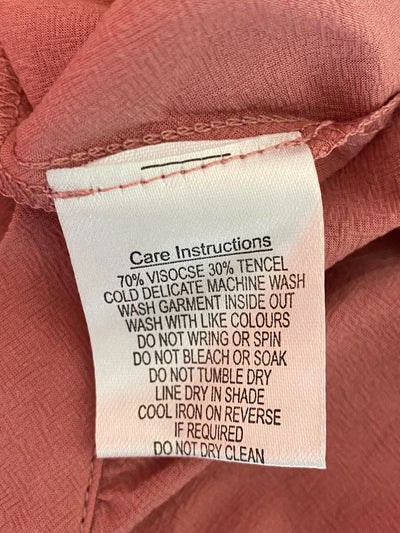 Care Instructions
70% VISOCSE 30% TENCEL
COLD DELICATE MACHINE WASH
WASH GARMENT INSIDE OUT
WASH WITH LIKE COLOURS
DO NOT WRING OR SPIN
DO NOT BLEACH OR SOAK
DO NOT TUMBLE DRY
LINE DRY IN SHADE
COOL IRON ON REVERSE
IF REQUIRED
DO NOT DRY CLEAN